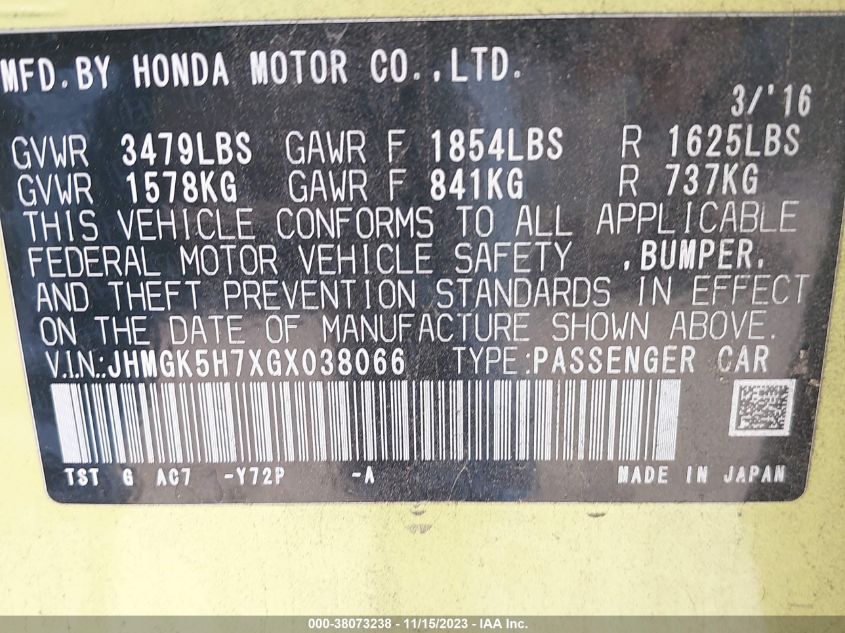 MFD.BY HONDA MOTOR CO.,LTD.
3/'16
GVWR 3479LBS GAWR F 1854LBS R 1625LBS
GVWR 1578KG GAWR F 841KG R 737KG
THIS VEHICLE CONFORMS TO ALL APPLICABLE
FEDERAL MOTOR VEHICLE SAFETY ,BUMPER,
AND THEFT PREVENTION STANDARDS IN EFFECT
ON THE DATE OF MANUFACTURE SHOWN ABOVE.
V.I.N.:JHMGK5H7XGX038066 TYPE:PASSENGER CAR
TST G AC7 -Y72P -A MADE IN JAPAN
000-38073238 - 11/15/2023 - IAA Inc.